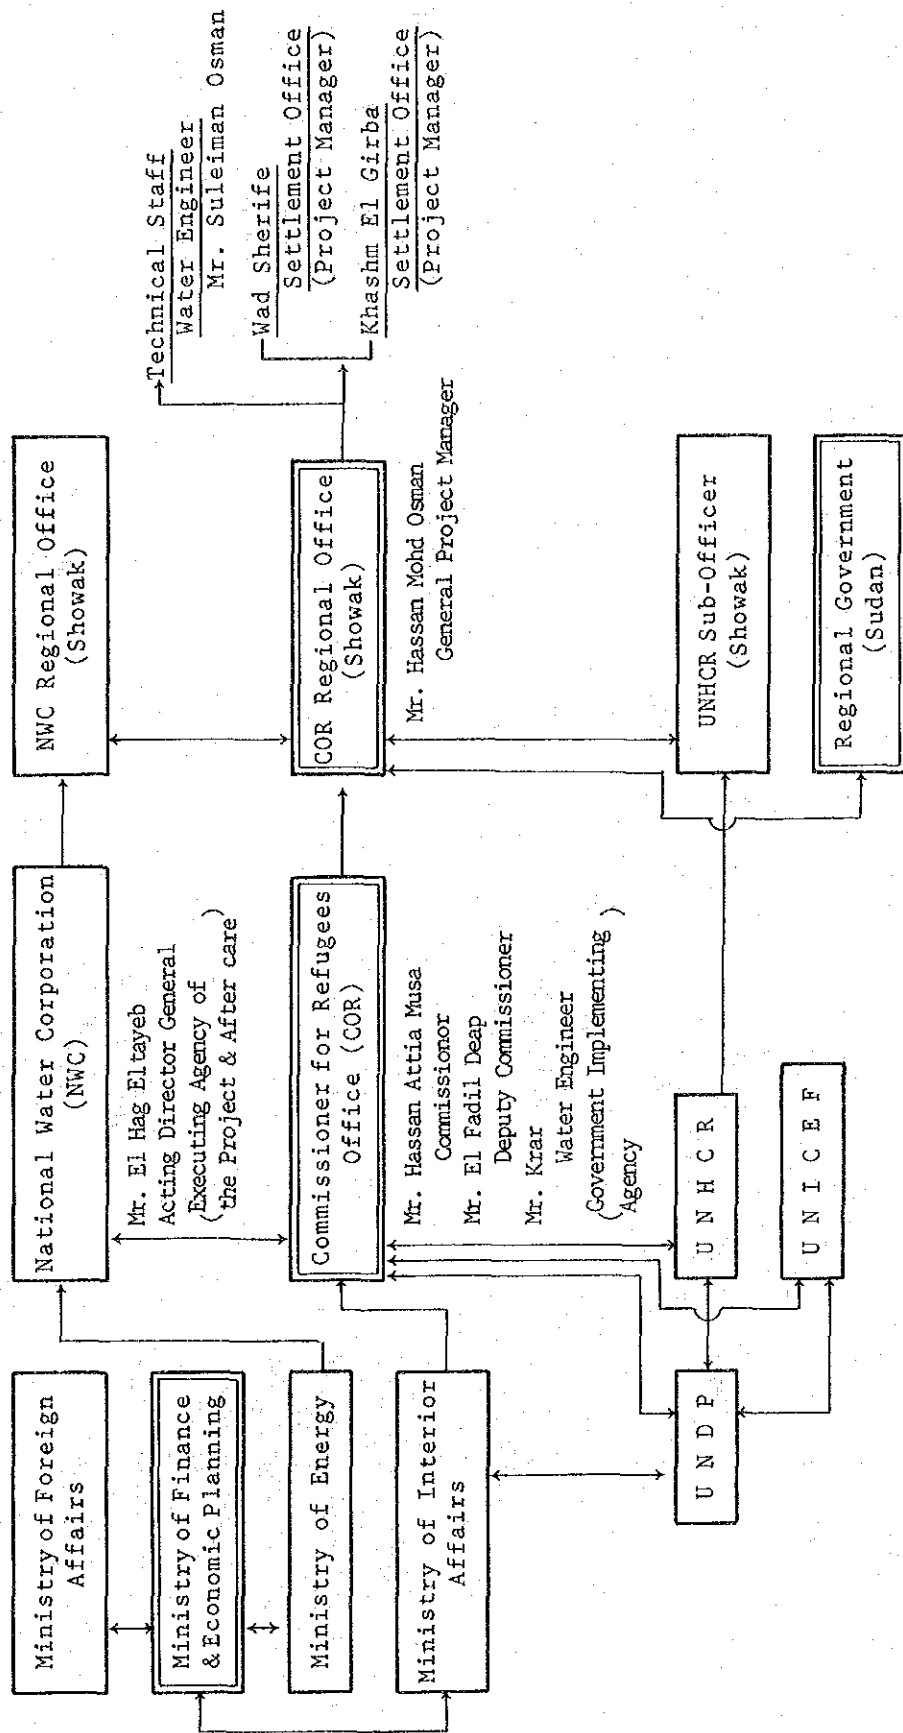 Ministry of Foreign
Affairs
Ministry of Finance
& Economic Planning
Ministry of Energy
Ministry of Interior
Affairs
UNDP
National Water Corporation
(NWC)
Mr. El Hag Eltayeb
Acting Director General
(Executing Agency of
the Project & After care)
Commissioner for Refugees
Office (COR)
Mr. Hassan Attia Musa
Commissionor
Mr. El Fadil Deap
Deputy Commissioner
Mr. Krar
Water Engineer
(Government Implementing
Agency)
UNHCR
UNICEF
NWC Regional Office
(Showak)
COR Regional Office
(Showak)
Mr. Hassan Mohd Osman
General Project Manager
UNHCR Sub-Officer
(Showak)
Regional Government
(Sudan)
Technical Staff
Water Engineer
Mr. Suleiman Osman
Wad Sherife
Settlement Office
(Project Manager)
Khashm El Girba
Settlement Office
(Project Manager)